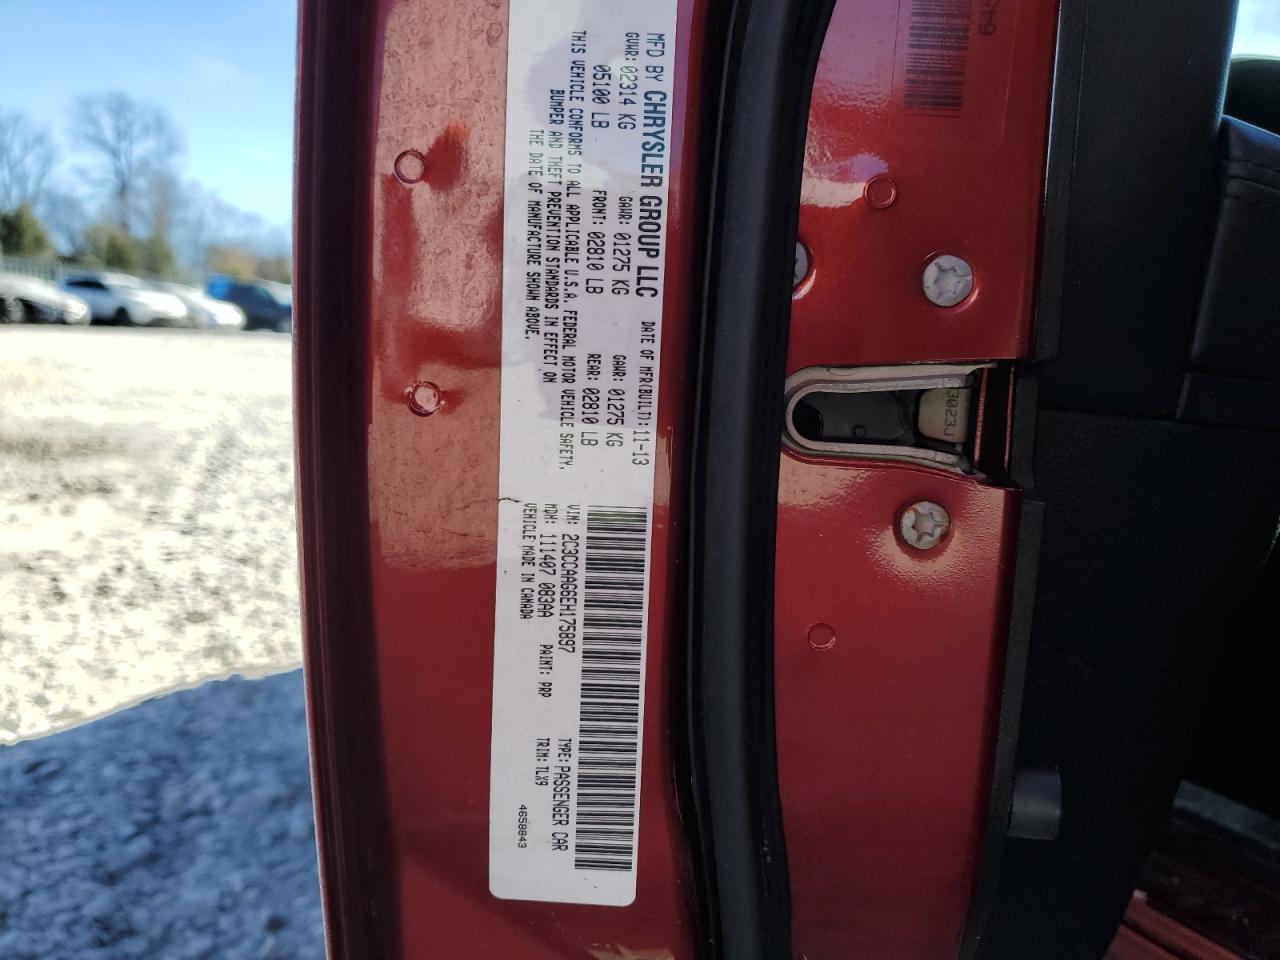 MFD BY CHRYSLER GROUP LLC DATE OF MFR(BUILT): 11-13
GVWR: 02314 KG GAWR: 01275 KG GAWR: 01275 KG
05100 LB FRONT: 02810 LB REAR: 02810 LB
THIS VEHICLE CONFORMS TO ALL APPLICABLE U.S.A. FEDERAL MOTOR VEHICLE SAFETY,
BUMPER AND THEFT PREVENTION STANDARDS IN EFFECT ON
THE DATE OF MANUFACTURE SHOWN ABOVE.
VIN: 2C3CCAAG6EH175897 TYPE: PASSENGER CAR
MDH: 111407 083AA PAINT: PRP TRIM: TLX9
VEHICLE MADE IN CANADA
4658843
3023J